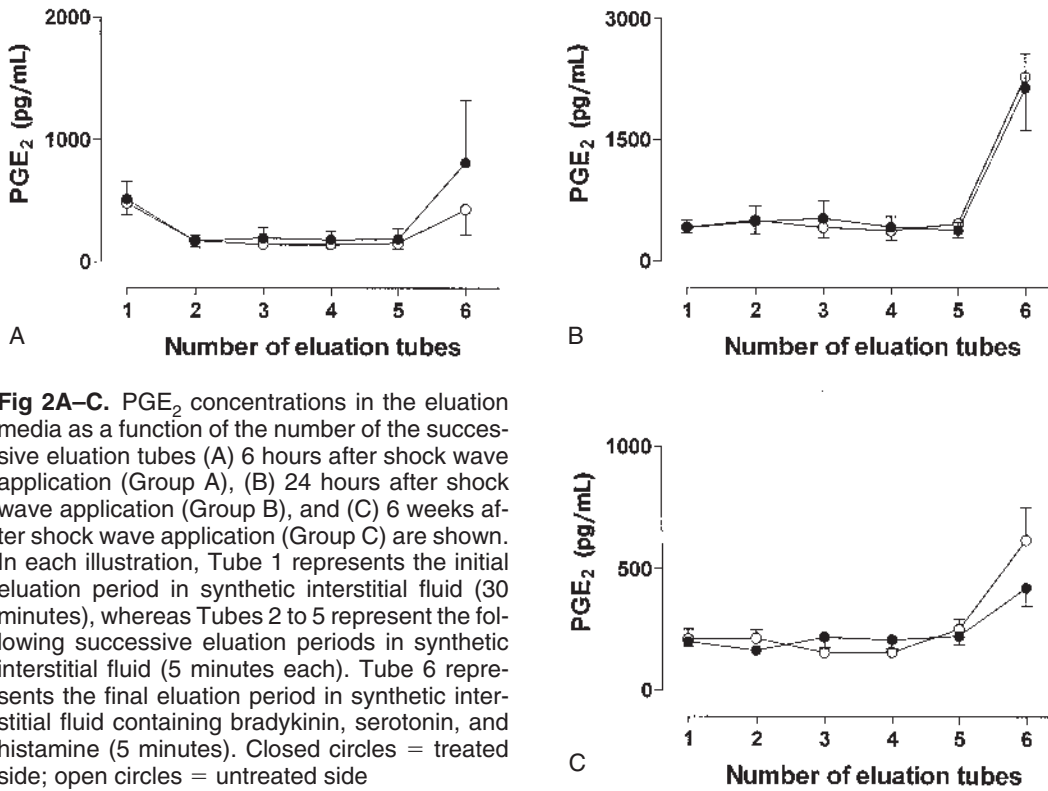 2000
1000
0
PGE2 (pg/mL)
1 2 3 4 5 6
A
Number of eluation tubes
3000
1500
0
PGE2 (pg/mL)
1 2 3 4 5 6
B
Number of eluation tubes
Fig 2A–C. PGE2 concentrations in the eluation
media as a function of the number of the succes-
sive eluation tubes (A) 6 hours after shock wave
application (Group A), (B) 24 hours after shock
wave application (Group B), and (C) 6 weeks af-
ter shock wave application (Group C) are shown.
In each illustration, Tube 1 represents the initial
eluation period in synthetic interstitial fluid (30
minutes), whereas Tubes 2 to 5 represent the fol-
lowing successive eluation periods in synthetic
interstitial fluid (5 minutes each). Tube 6 repre-
sents the final eluation period in synthetic inter-
stitial fluid containing bradykinin, serotonin, and
histamine (5 minutes). Closed circles = treated
side; open circles = untreated side
1000
500
0
PGE2 (pg/mL)
1 2 3 4 5 6
C
Number of eluation tubes